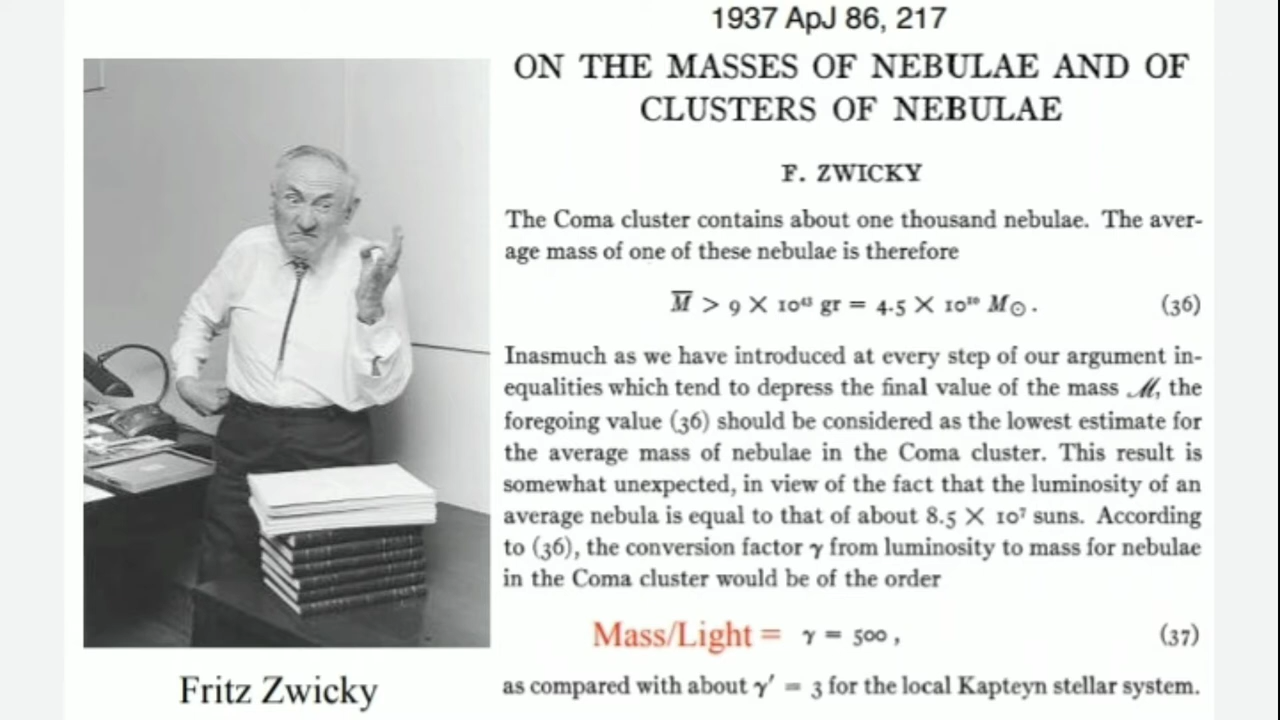 1937 ApJ 86, 217
ON THE MASSES OF NEBULAE AND OF
CLUSTERS OF NEBULAE
F. ZWICKY
The Coma cluster contains about one thousand nebulae. The aver-
age mass of one of these nebulae is therefore
M̅ > 9 × 10⁴³ gr = 4.5 × 10¹⁰ M☉. (36)
Inasmuch as we have introduced at every step of our argument in-
equalities which tend to depress the final value of the mass ℳ, the
foregoing value (36) should be considered as the lowest estimate for
the average mass of nebulae in the Coma cluster. This result is
somewhat unexpected, in view of the fact that the luminosity of an
average nebula is equal to that of about 8.5 × 10⁷ suns. According
to (36), the conversion factor γ from luminosity to mass for nebulae
in the Coma cluster would be of the order
Mass/Light = γ = 500, (37)
as compared with about γ′ = 3 for the local Kapteyn stellar system.
Fritz Zwicky